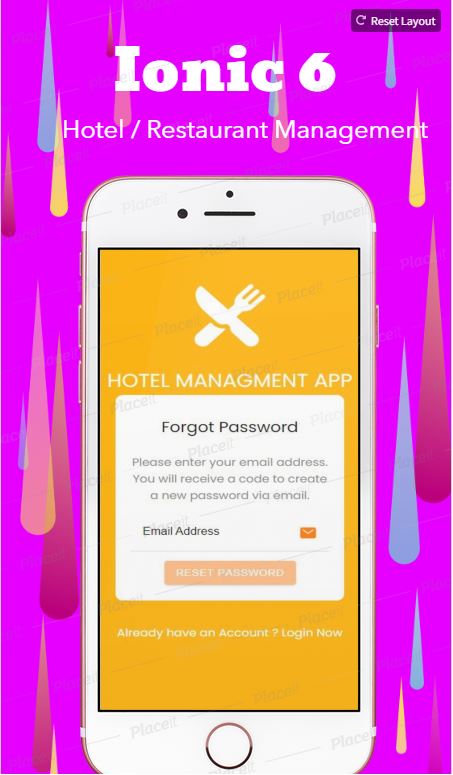 Reset Layout
Ionic 6
Hotel / Restaurant Management
HOTEL MANAGMENT APP
Forgot Password
Please enter your email address.
You will receive a code to create
a new password via email.
Email Address
RESET PASSWORD
Already have an Account ? Login Now
Placeit